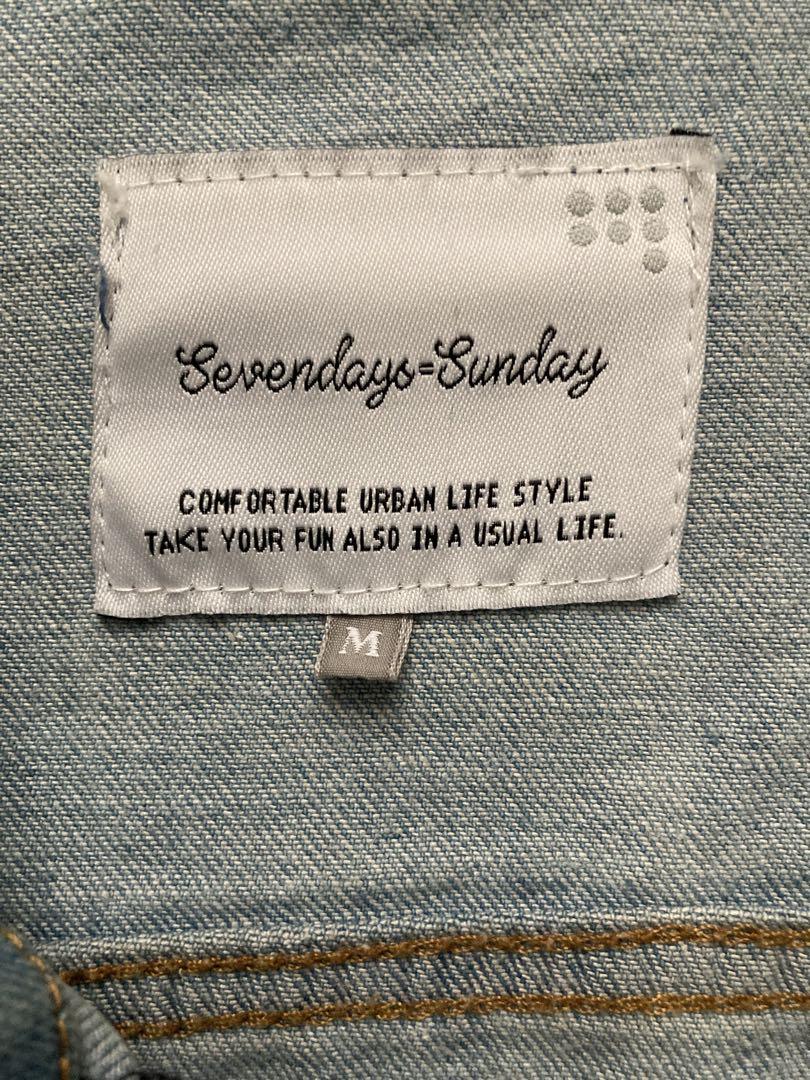 Sevendays=Sunday
COMFORTABLE URBAN LIFE STYLE
TAKE YOUR FUN ALSO IN A USUAL LIFE.
M